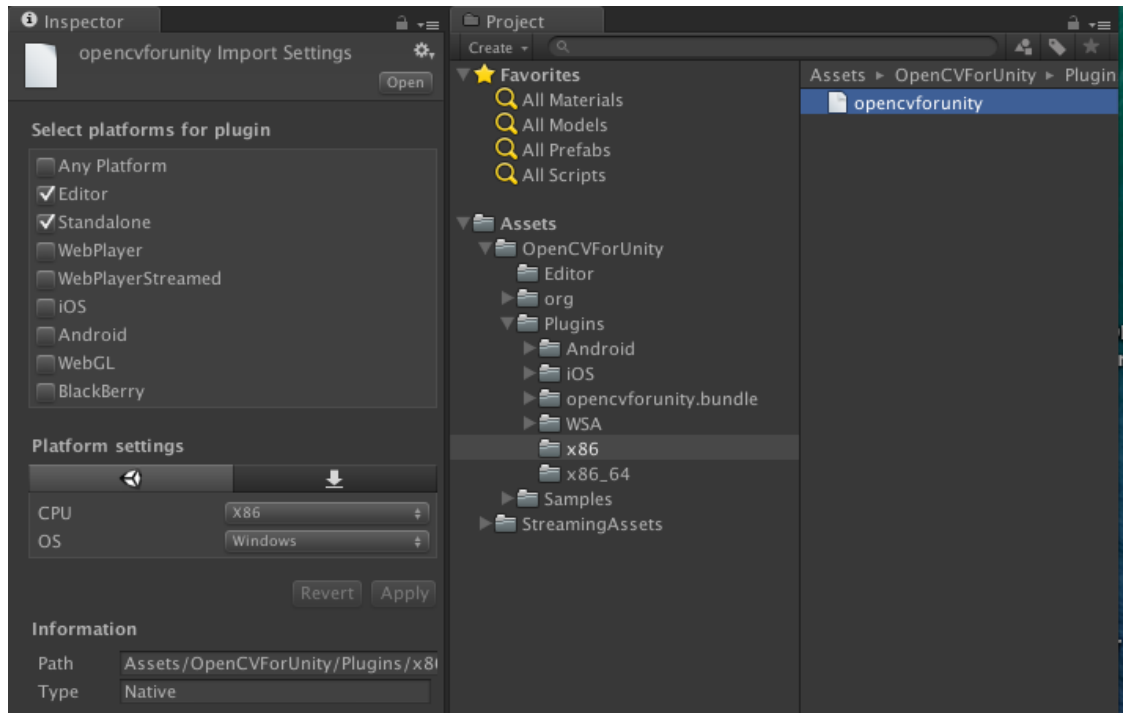 Inspector
opencvforunity Import Settings
Open
Select platforms for plugin
Any Platform
Editor
Standalone
WebPlayer
WebPlayerStreamed
iOS
Android
WebGL
BlackBerry
Platform settings
CPU X86
OS Windows
Revert Apply
Information
Path Assets/OpenCVForUnity/Plugins/x8
Type Native
Project
Create
Favorites
All Materials
All Models
All Prefabs
All Scripts
Assets
OpenCVForUnity
Editor
org
Plugins
Android
iOS
opencvforunity.bundle
WSA
x86
x86_64
Samples
StreamingAssets
Assets ▸ OpenCVForUnity ▸ Plugin
opencvforunity